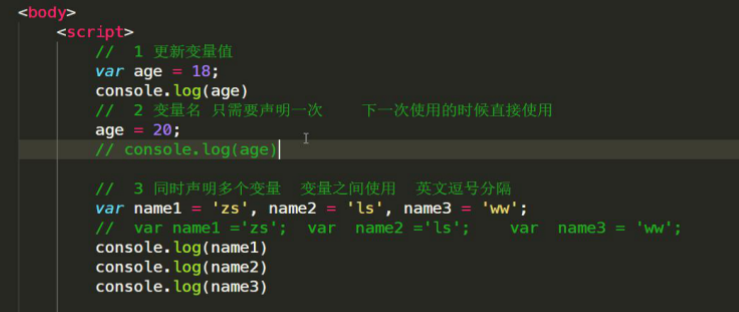 <body>
<script>
// 1 更新变量值
var age = 18;
console.log(age)
// 2 变量名 只需要声明一次 下一次使用的时候直接使用
age = 20;
// console.log(age)
// 3 同时声明多个变量 变量之间使用 英文逗号分隔
var name1 = 'zs', name2 = 'ls', name3 = 'ww';
// var name1 ='zs'; var name2 ='ls'; var name3 = 'ww';
console.log(name1)
console.log(name2)
console.log(name3)